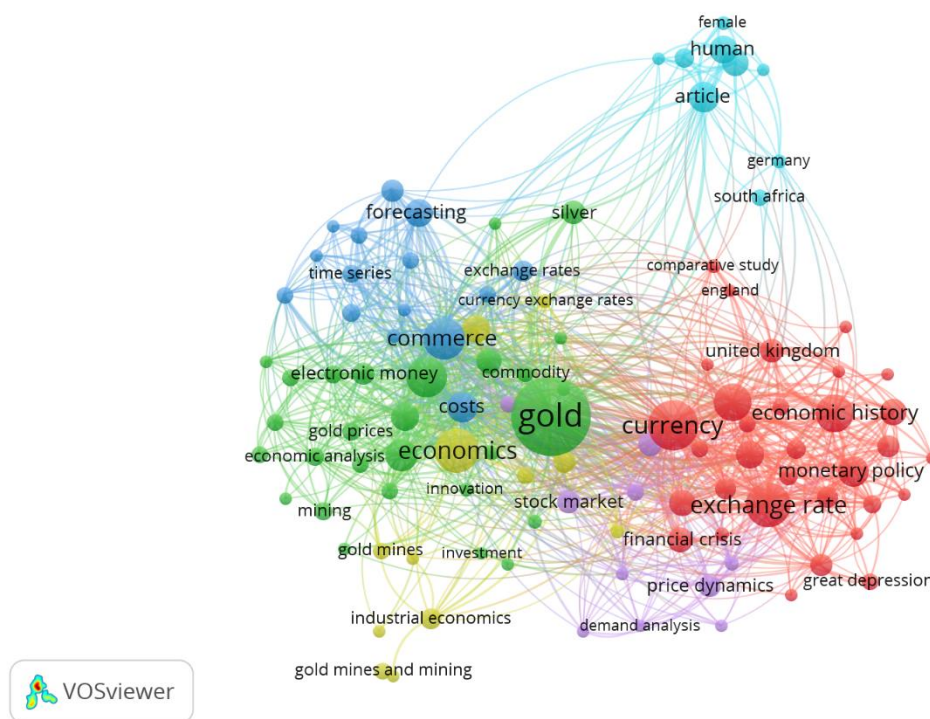 female
human
article
germany
south africa
forecasting
silver
time series
exchange rates
comparative study
currency exchange rates
england
commerce
united kingdom
electronic money
commodity
costs
gold
economic history
gold prices
currency
economic analysis
economics
monetary policy
innovation
stock market
exchange rate
mining
gold mines
investment
financial crisis
price dynamics
great depression
industrial economics
demand analysis
gold mines and mining
VOSviewer